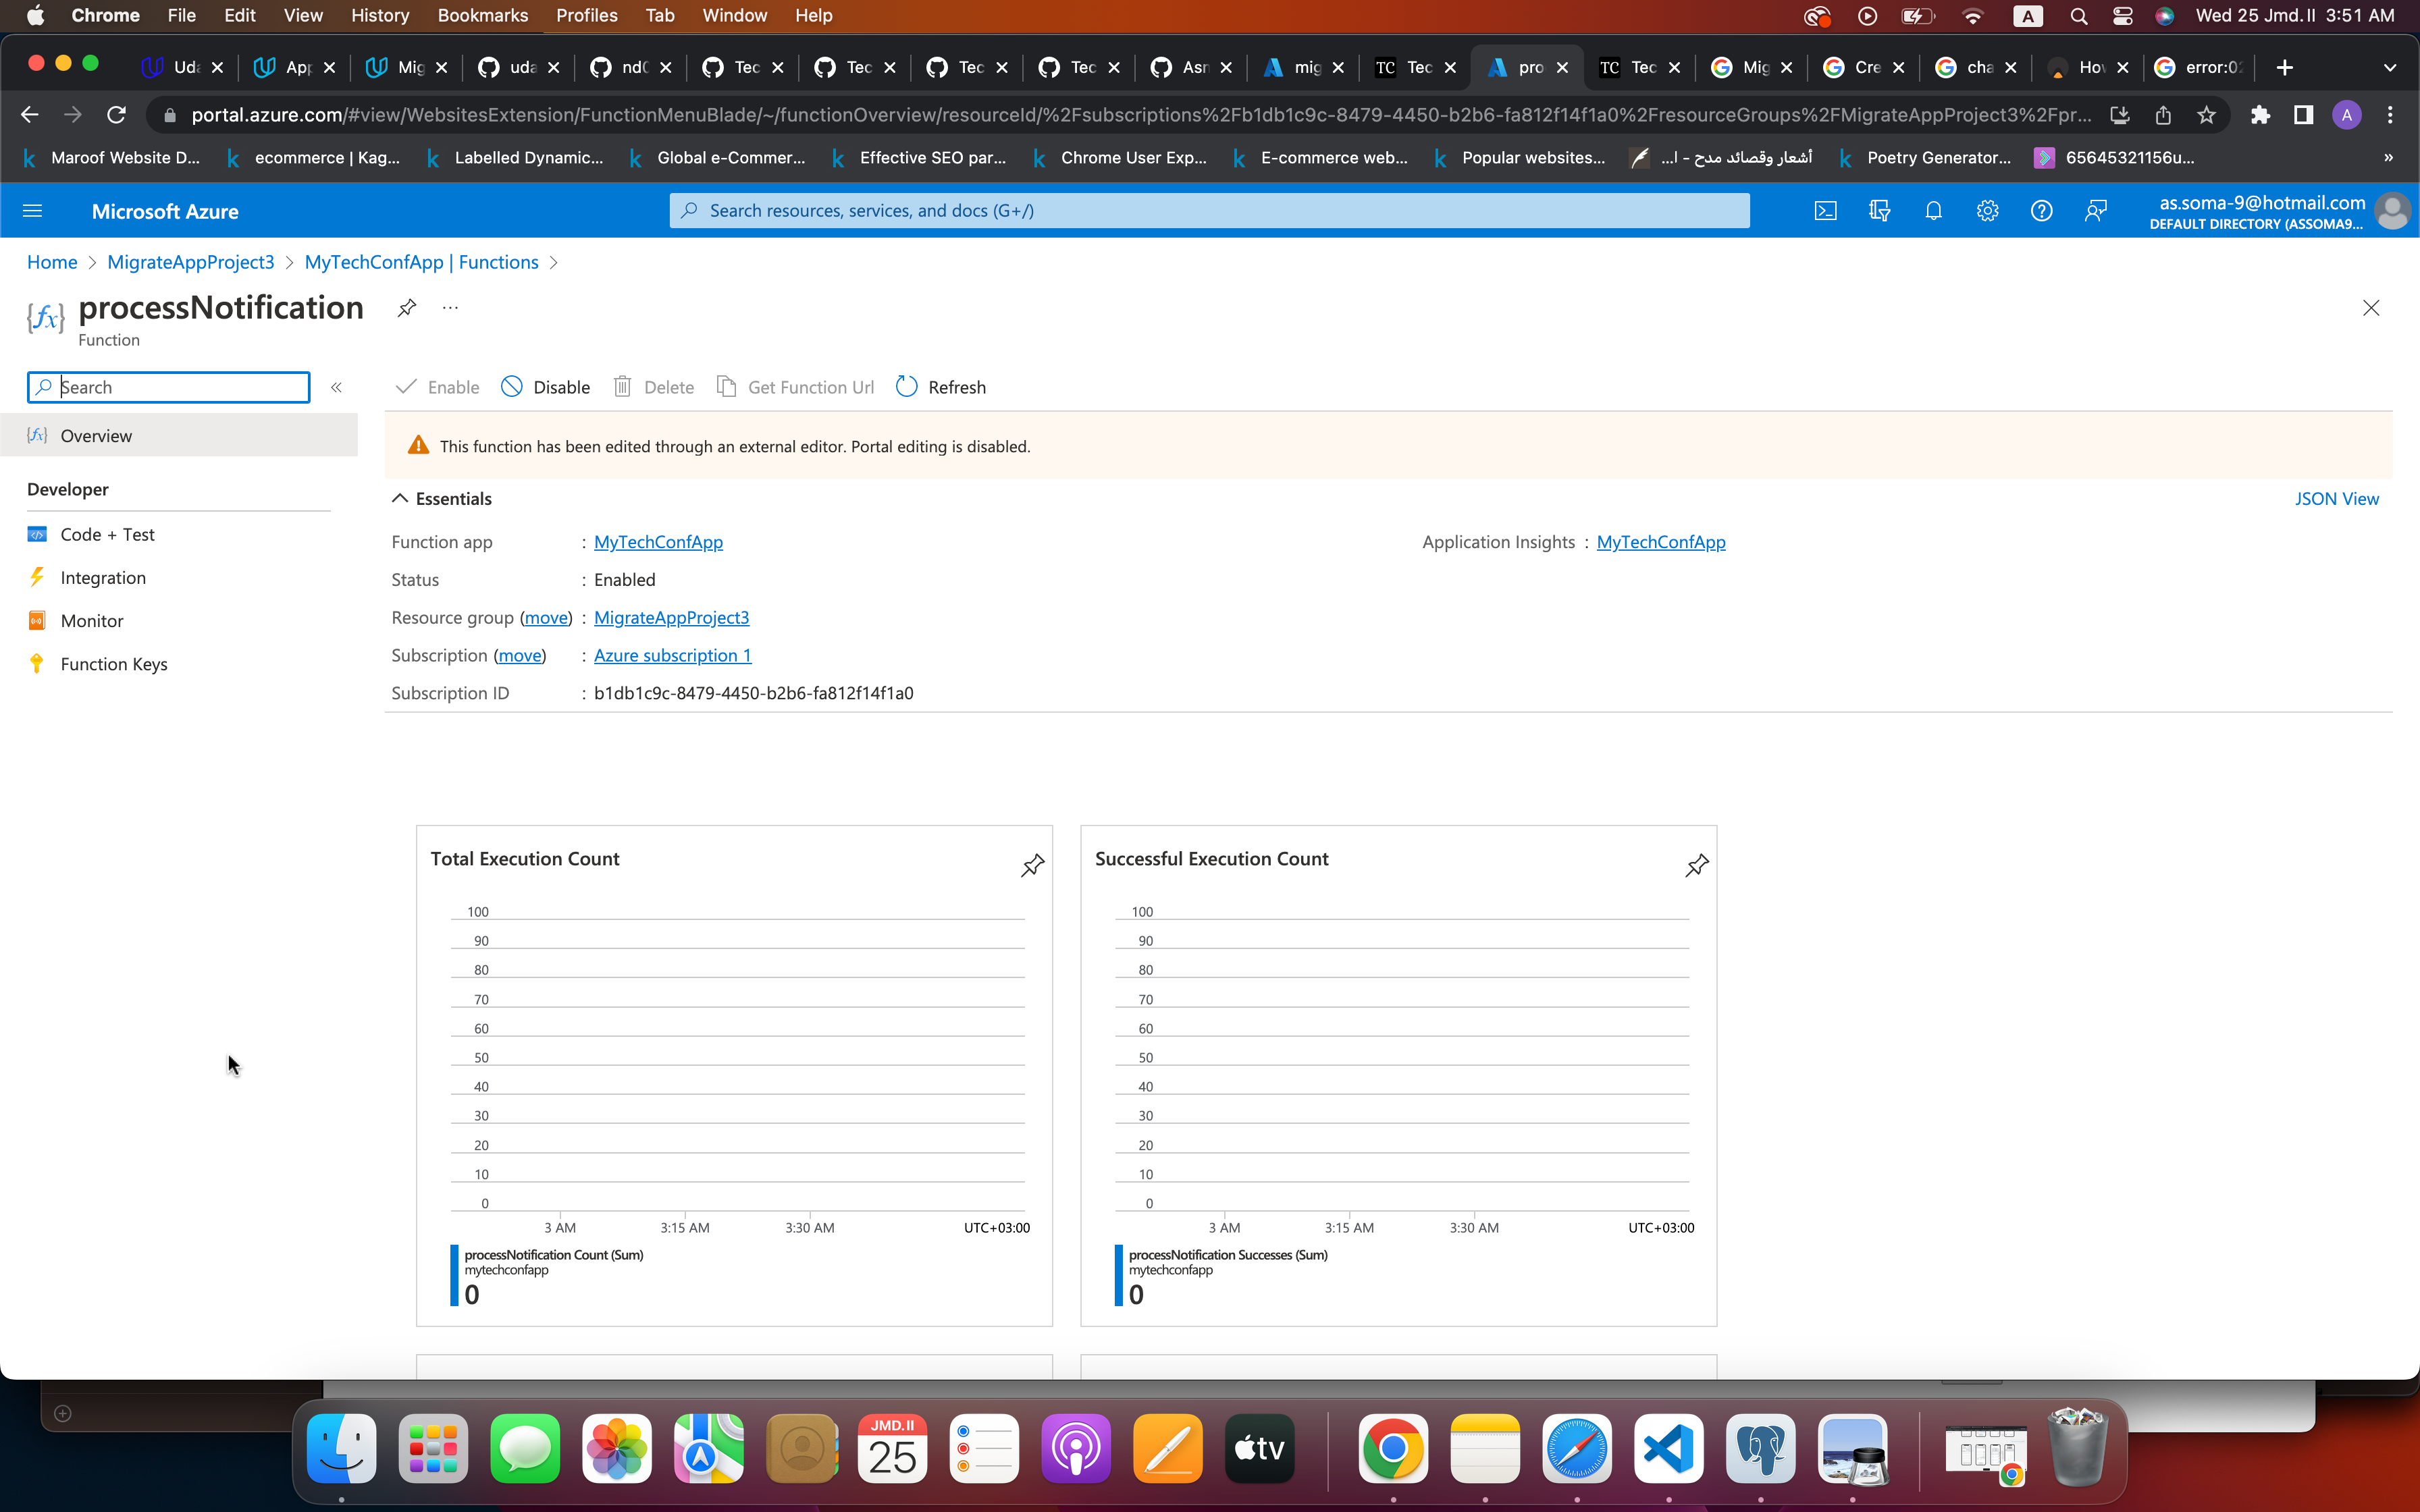 Chrome File Edit View History Bookmarks Profiles Tab Window Help A Wed 25 Jmd.II 3:51 AM
Uda App Mig uda nd0 Tec Tec Tec Tec Asn mig TC Tec pro TC Tec Mig Cre cha How error:02
portal.azure.com/#view/WebsitesExtension/FunctionMenuBlade/~/functionOverview/resourceId/%2Fsubscriptions%2Fb1db1c9c-8479-4450-b2b6-fa812f14f1a0%2FresourceGroups%2FMigrateAppProject3%2Fpr... A
Maroof Website D... ecommerce | Kag... Labelled Dynamic... Global e-Commer... Effective SEO par... Chrome User Exp... E-commerce web... Popular websites... أشعار وقصائد مدح - ا... Poetry Generator... 65645321156u... »
Microsoft Azure Search resources, services, and docs (G+/) as.soma-9@hotmail.com
DEFAULT DIRECTORY (ASSOMA9...
Home > MigrateAppProject3 > MyTechConfApp | Functions >
processNotification ...
Function
Search « Enable Disable Delete Get Function Url Refresh
Overview
This function has been edited through an external editor. Portal editing is disabled.
Developer
Code + Test
Integration
Monitor
Function Keys
Essentials JSON View
Function app : MyTechConfApp Application Insights : MyTechConfApp
Status : Enabled
Resource group (move) : MigrateAppProject3
Subscription (move) : Azure subscription 1
Subscription ID : b1db1c9c-8479-4450-b2b6-fa812f14f1a0
Total Execution Count
100
90
80
70
60
50
40
30
20
10
0
3 AM 3:15 AM 3:30 AM UTC+03:00
processNotification Count (Sum)
mytechconfapp
0
Successful Execution Count
100
90
80
70
60
50
40
30
20
10
0
3 AM 3:15 AM 3:30 AM UTC+03:00
processNotification Successes (Sum)
mytechconfapp
0
JMD.II
25
tv